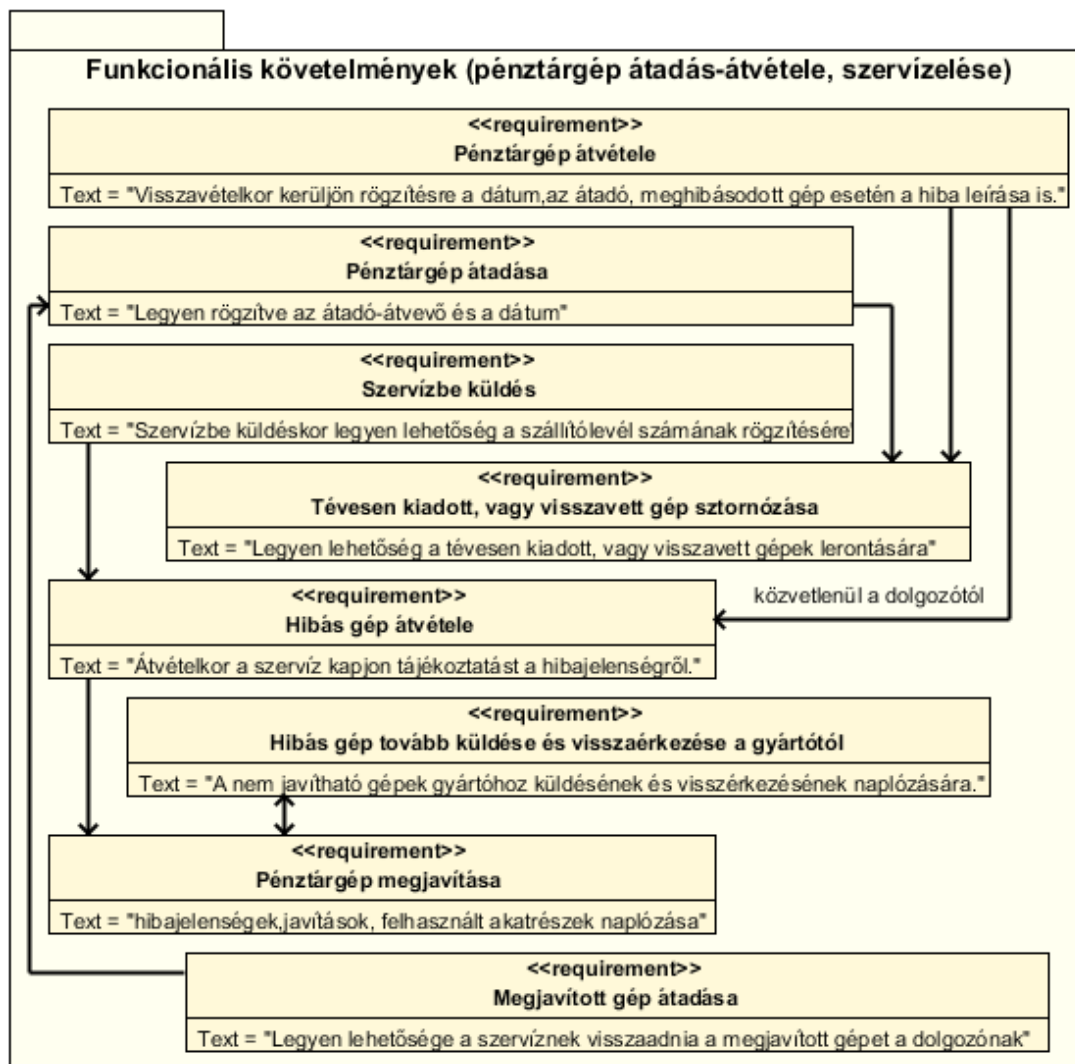 Funkcionális követelmények (pénztárgép átadás-átvétele, szervízelése)
<<requirement>>
Pénztárgép átvétele
Text = "Visszavételkor kerüljön rögzítésre a dátum,az átadó, meghibásodott gép esetén a hiba leírása is."
<<requirement>>
Pénztárgép átadása
Text = "Legyen rögzítve az átadó-átvevő és a dátum"
<<requirement>>
Szervízbe küldés
Text = "Szervízbe küldéskor legyen lehetőség a szállítólevél számának rögzítésére"
<<requirement>>
Tévesen kiadott, vagy visszavett gép sztornózása
Text = "Legyen lehetőség a tévesen kiadott, vagy visszavett gépek lerontására"
<<requirement>>
Hibás gép átvétele
Text = "Átvételkor a szervíz kapjon tájékoztatást a hibajelenségről."
közvetlenül a dolgozótól
<<requirement>>
Hibás gép tovább küldése és visszaérkezése a gyártótól
Text = "A nem javítható gépek gyártóhoz küldésének és visszérkezésének naplózására."
<<requirement>>
Pénztárgép megjavítása
Text = "hibajelenségek,javítások, felhasznált akatrészek naplózása"
<<requirement>>
Megjavított gép átadása
Text = "Legyen lehetősége a szervíznek visszaadnia a megjavított gépet a dolgozónak"